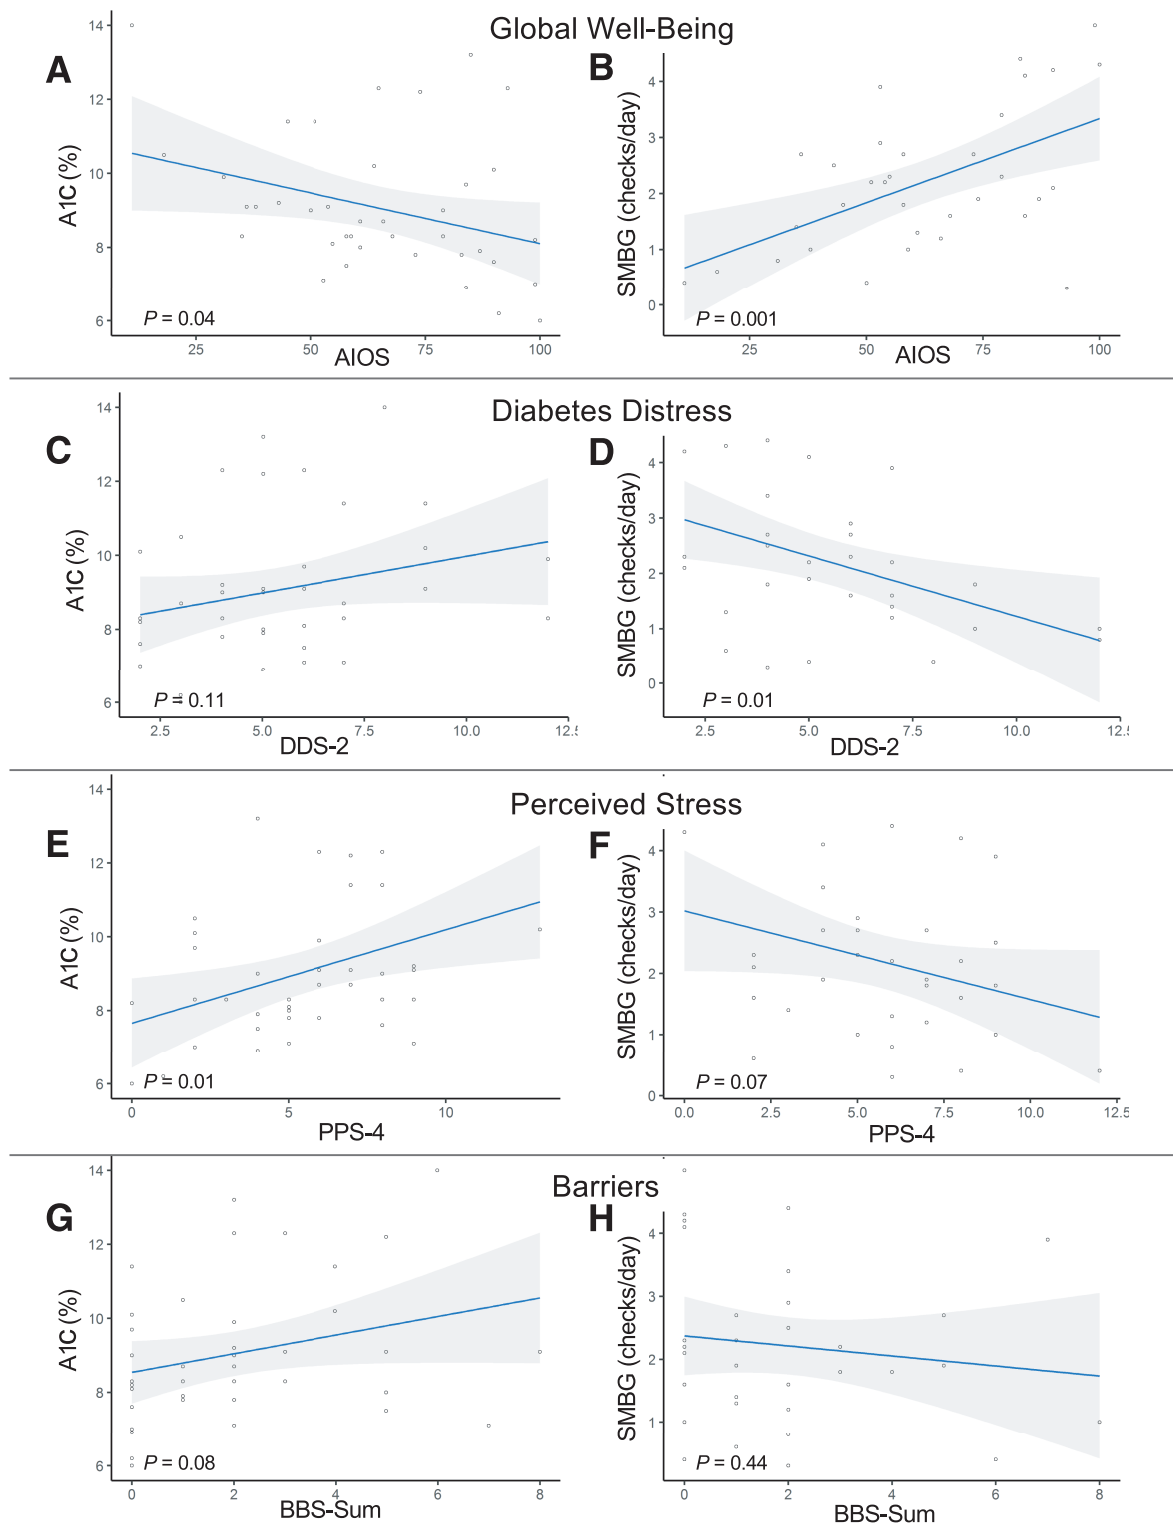 Global Well-Being
A
A1C (%)
14
12
10
8
6
P = 0.04
25
50
75
100
AIOS
B
SMBG (checks/day)
4
3
2
1
0
P = 0.001
25
50
75
100
AIOS
Diabetes Distress
C
A1C (%)
14
12
10
8
6
P = 0.11
2.5
5.0
7.5
10.0
12.5
DDS-2
D
SMBG (checks/day)
4
3
2
1
0
P = 0.01
2.5
5.0
7.5
10.0
12.5
DDS-2
Perceived Stress
E
A1C (%)
14
12
10
8
6
P = 0.01
0
5
10
PPS-4
F
SMBG (checks/day)
4
3
2
1
0
P = 0.07
0.0
2.5
5.0
7.5
10.0
12.5
PPS-4
Barriers
G
A1C (%)
14
12
10
8
6
P = 0.08
0
2
4
6
8
BBS-Sum
H
SMBG (checks/day)
4
3
2
1
P = 0.44
0
2
4
6
8
BBS-Sum